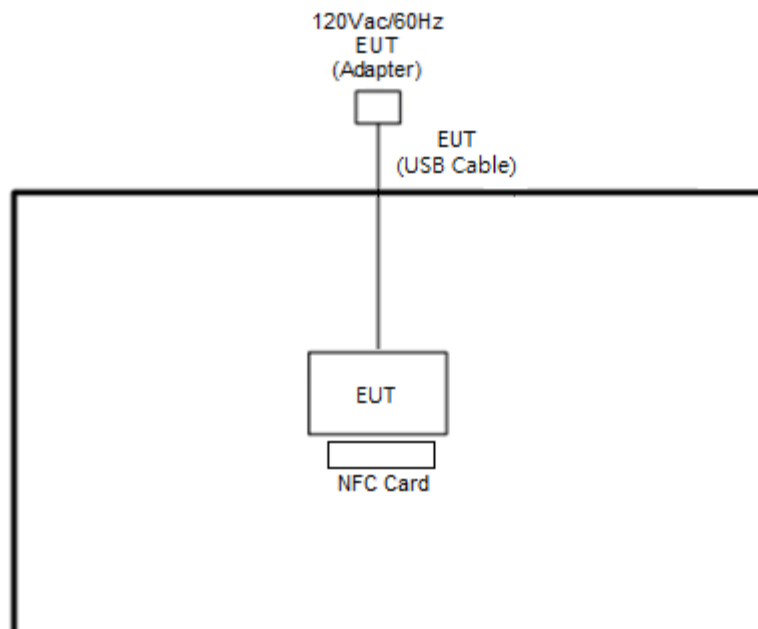 120Vac/60Hz
EUT
(Adapter)
EUT
(USB Cable)
EUT
NFC Card